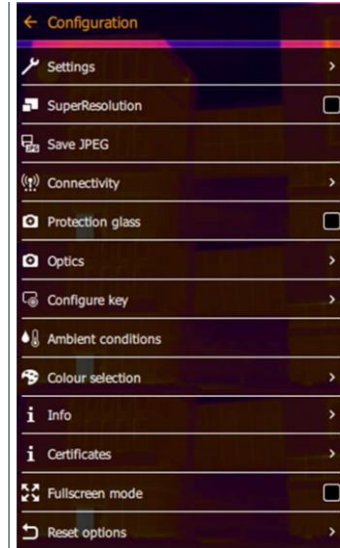 Configuration
Settings
SuperResolution
Save JPEG
Connectivity
Protection glass
Optics
Configure key
Ambient conditions
Colour selection
Info
Certificates
Fullscreen mode
Reset options